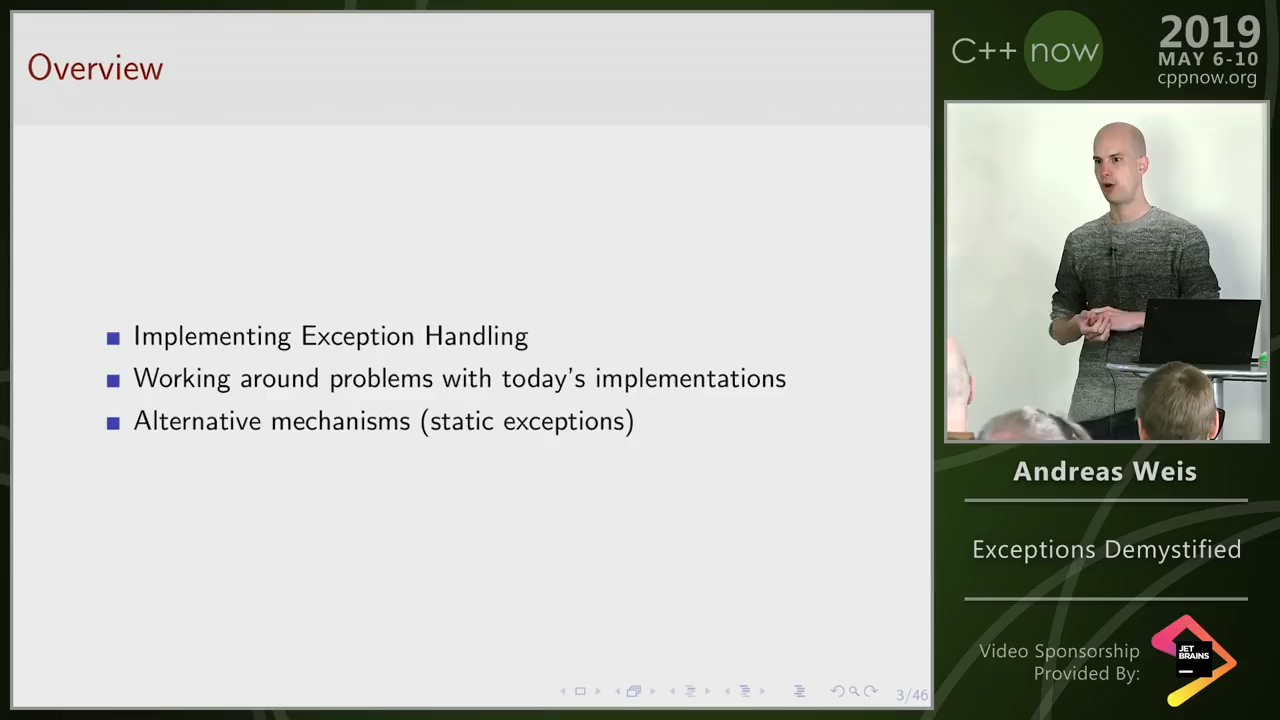 Overview
Implementing Exception Handling
Working around problems with today's implementations
Alternative mechanisms (static exceptions)
3/46
C++ now
2019
MAY 6-10
cppnow.org
Andreas Weis
Exceptions Demystified
Video Sponsorship
Provided By:
JET
BRAINS